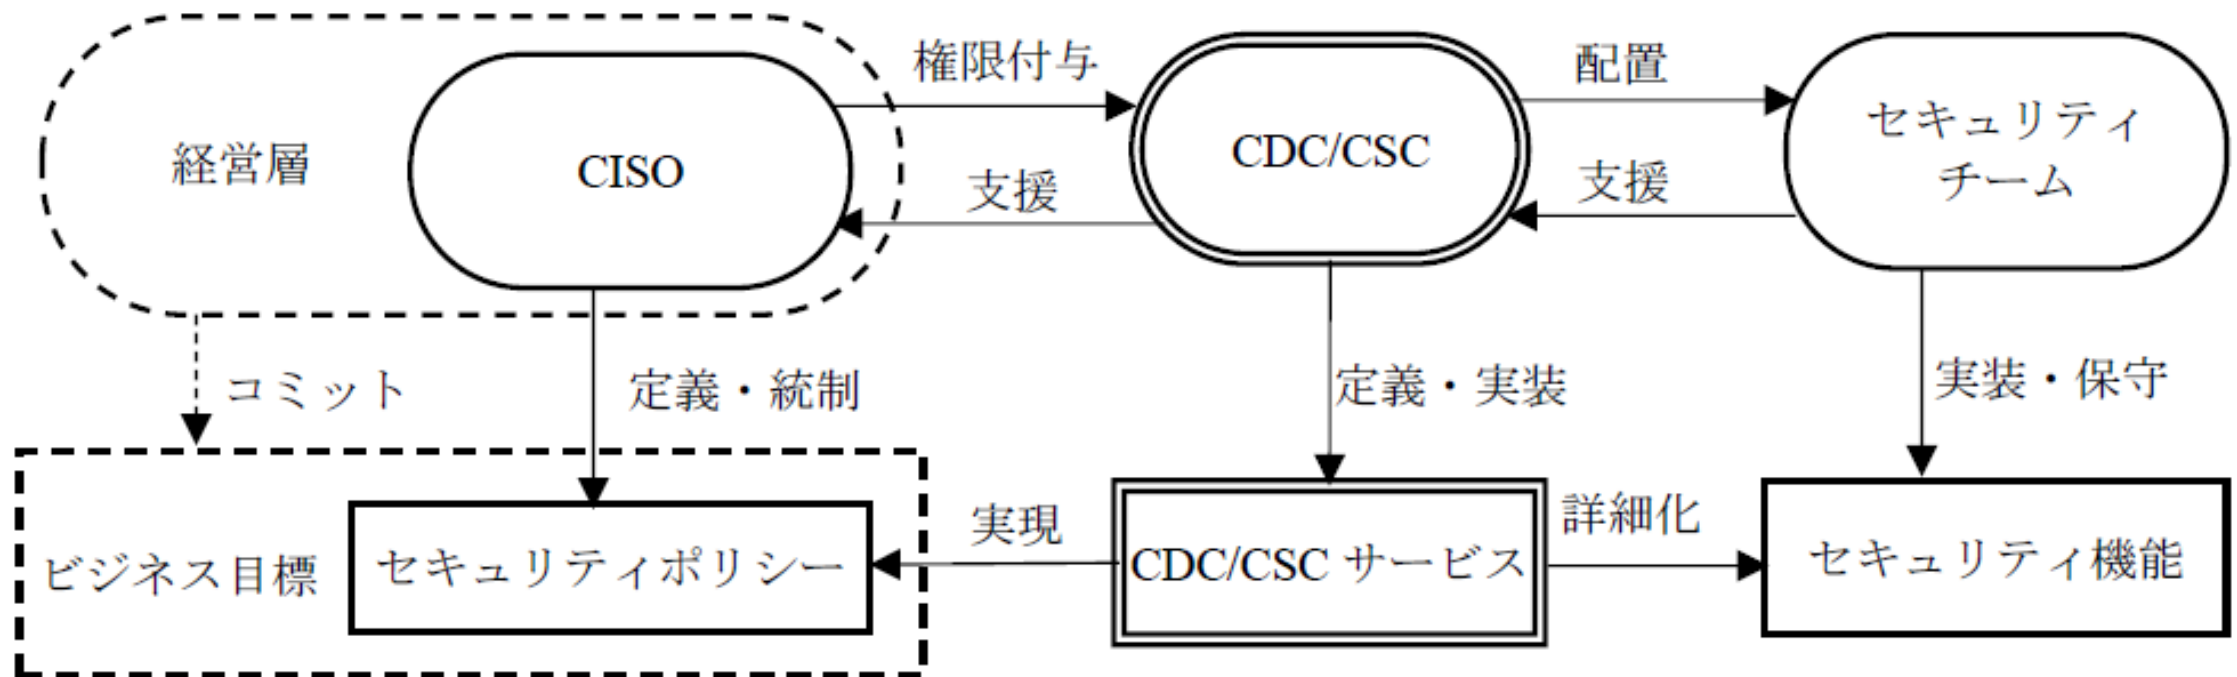 権限付与
配置
経営層
CISO
CDC/CSC
セキュリティ
チーム
支援
支援
コミット
定義・統制
定義・実装
実装・保守
ビジネス目標
セキュリティポリシー
実現
CDC/CSC サービス
詳細化
セキュリティ機能